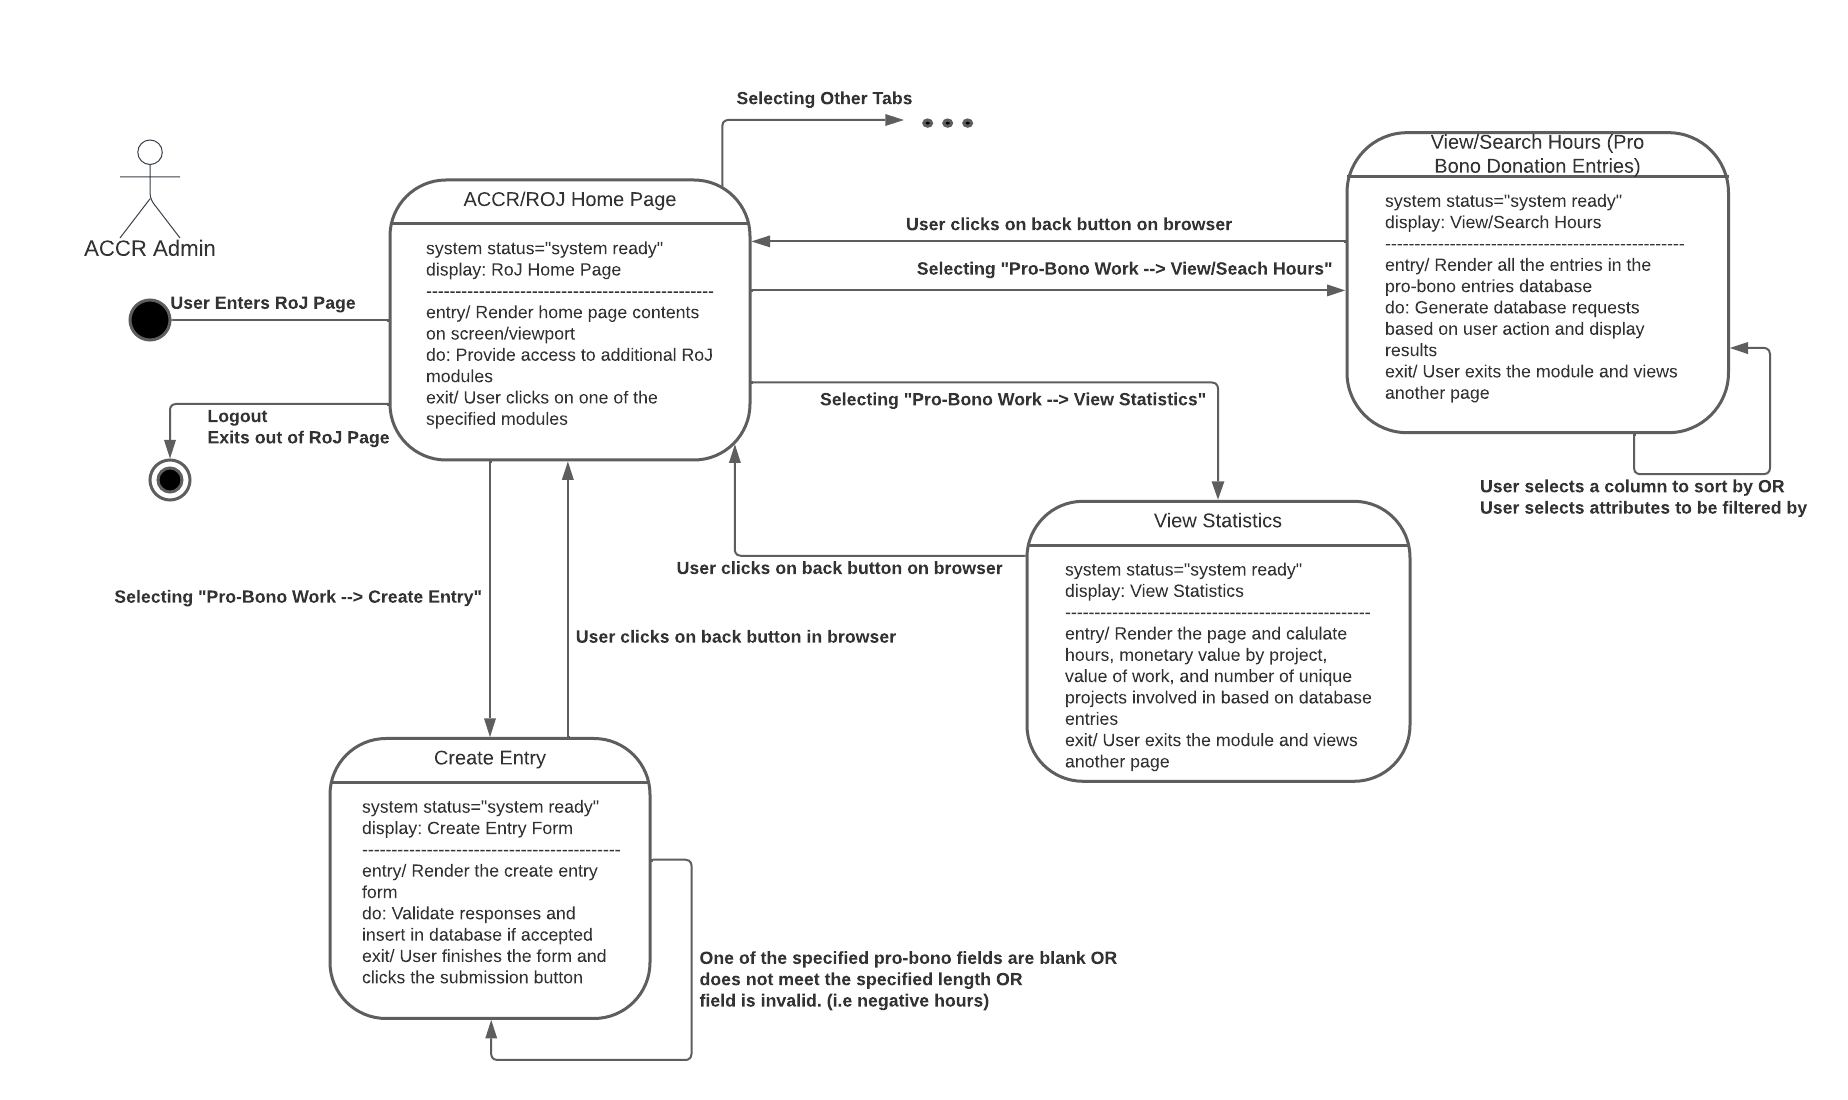 Selecting Other Tabs
ACCR Admin
User Enters RoJ Page
Logout
Exits out of RoJ Page
ACCR/ROJ Home Page
system status="system ready"
display: RoJ Home Page
------------------------------------------------
entry/ Render home page contents
on screen/viewport
do: Provide access to additional RoJ
modules
exit/ User clicks on one of the
specified modules
User clicks on back button on browser
Selecting "Pro-Bono Work --> View/Seach Hours"
Selecting "Pro-Bono Work --> View Statistics"
View/Search Hours (Pro
Bono Donation Entries)
system status="system ready"
display: View/Search Hours
--------------------------------------------------
entry/ Render all the entries in the
pro-bono entries database
do: Generate database requests
based on user action and display
results
exit/ User exits the module and views
another page
User selects a column to sort by OR
User selects attributes to be filtered by
User clicks on back button on browser
View Statistics
system status="system ready"
display: View Statistics
---------------------------------------------------
entry/ Render the page and calulate
hours, monetary value by project,
value of work, and number of unique
projects involved in based on database
entries
exit/ User exits the module and views
another page
Selecting "Pro-Bono Work --> Create Entry"
User clicks on back button in browser
Create Entry
system status="system ready"
display: Create Entry Form
-------------------------------------------
entry/ Render the create entry
form
do: Validate responses and
insert in database if accepted
exit/ User finishes the form and
clicks the submission button
One of the specified pro-bono fields are blank OR
does not meet the specified length OR
field is invalid. (i.e negative hours)